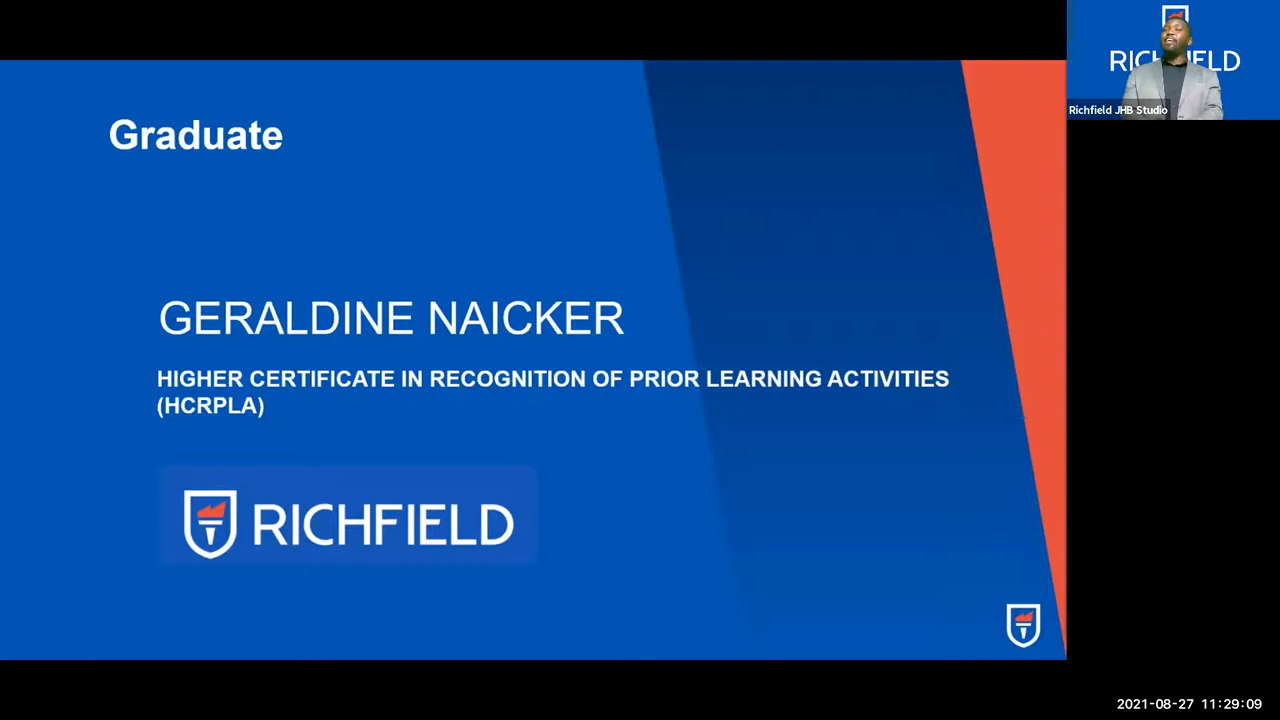 Graduate
GERALDINE NAICKER
HIGHER CERTIFICATE IN RECOGNITION OF PRIOR LEARNING ACTIVITIES
(HCRPLA)
RICHFIELD
Richfield JHB Studio
2021-08-27 11:29:09